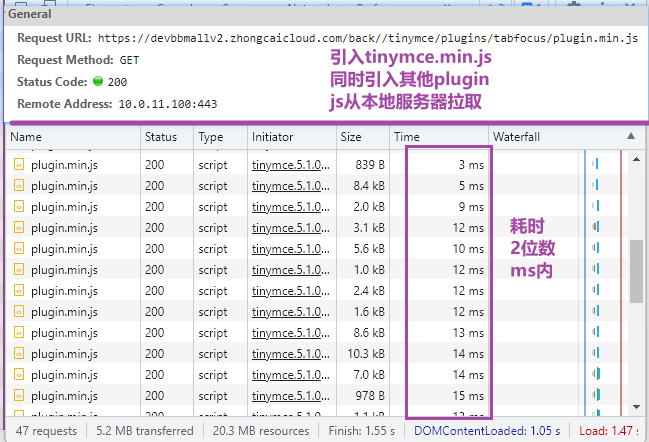 General
Request URL: https://devbbmallv2.zhongcaicloud.com/back//tinymce/plugins/tabfocus/plugin.min.js
Request Method: GET
Status Code: 200
Remote Address: 10.0.11.100:443
引入tinymce.min.js
同时引入其他plugin
js从本地服务器拉取
Name Status Type Initiator Size Time Waterfall
plugin.min.js 200 script tinymce.5.1.0... 839 B 3 ms
plugin.min.js 200 script tinymce.5.1.0... 8.4 kB 5 ms
plugin.min.js 200 script tinymce.5.1.0... 2.0 kB 9 ms
plugin.min.js 200 script tinymce.5.1.0... 3.1 kB 12 ms
plugin.min.js 200 script tinymce.5.1.0... 5.6 kB 10 ms
plugin.min.js 200 script tinymce.5.1.0... 1.0 kB 12 ms
plugin.min.js 200 script tinymce.5.1.0... 2.4 kB 12 ms
plugin.min.js 200 script tinymce.5.1.0... 1.6 kB 12 ms
plugin.min.js 200 script tinymce.5.1.0... 8.6 kB 13 ms
plugin.min.js 200 script tinymce.5.1.0... 10.3 kB 14 ms
plugin.min.js 200 script tinymce.5.1.0... 7.0 kB 14 ms
plugin.min.js 200 script tinymce.5.1.0... 978 B 15 ms
耗时
2位数
ms内
47 requests 5.2 MB transferred 20.3 MB resources Finish: 1.55 s DOMContentLoaded: 1.05 s Load: 1.47 s